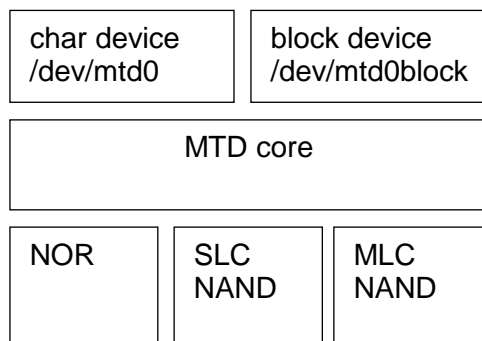 char device
/dev/mtd0
block device
/dev/mtd0block
MTD core
NOR
SLC
NAND
MLC
NAND